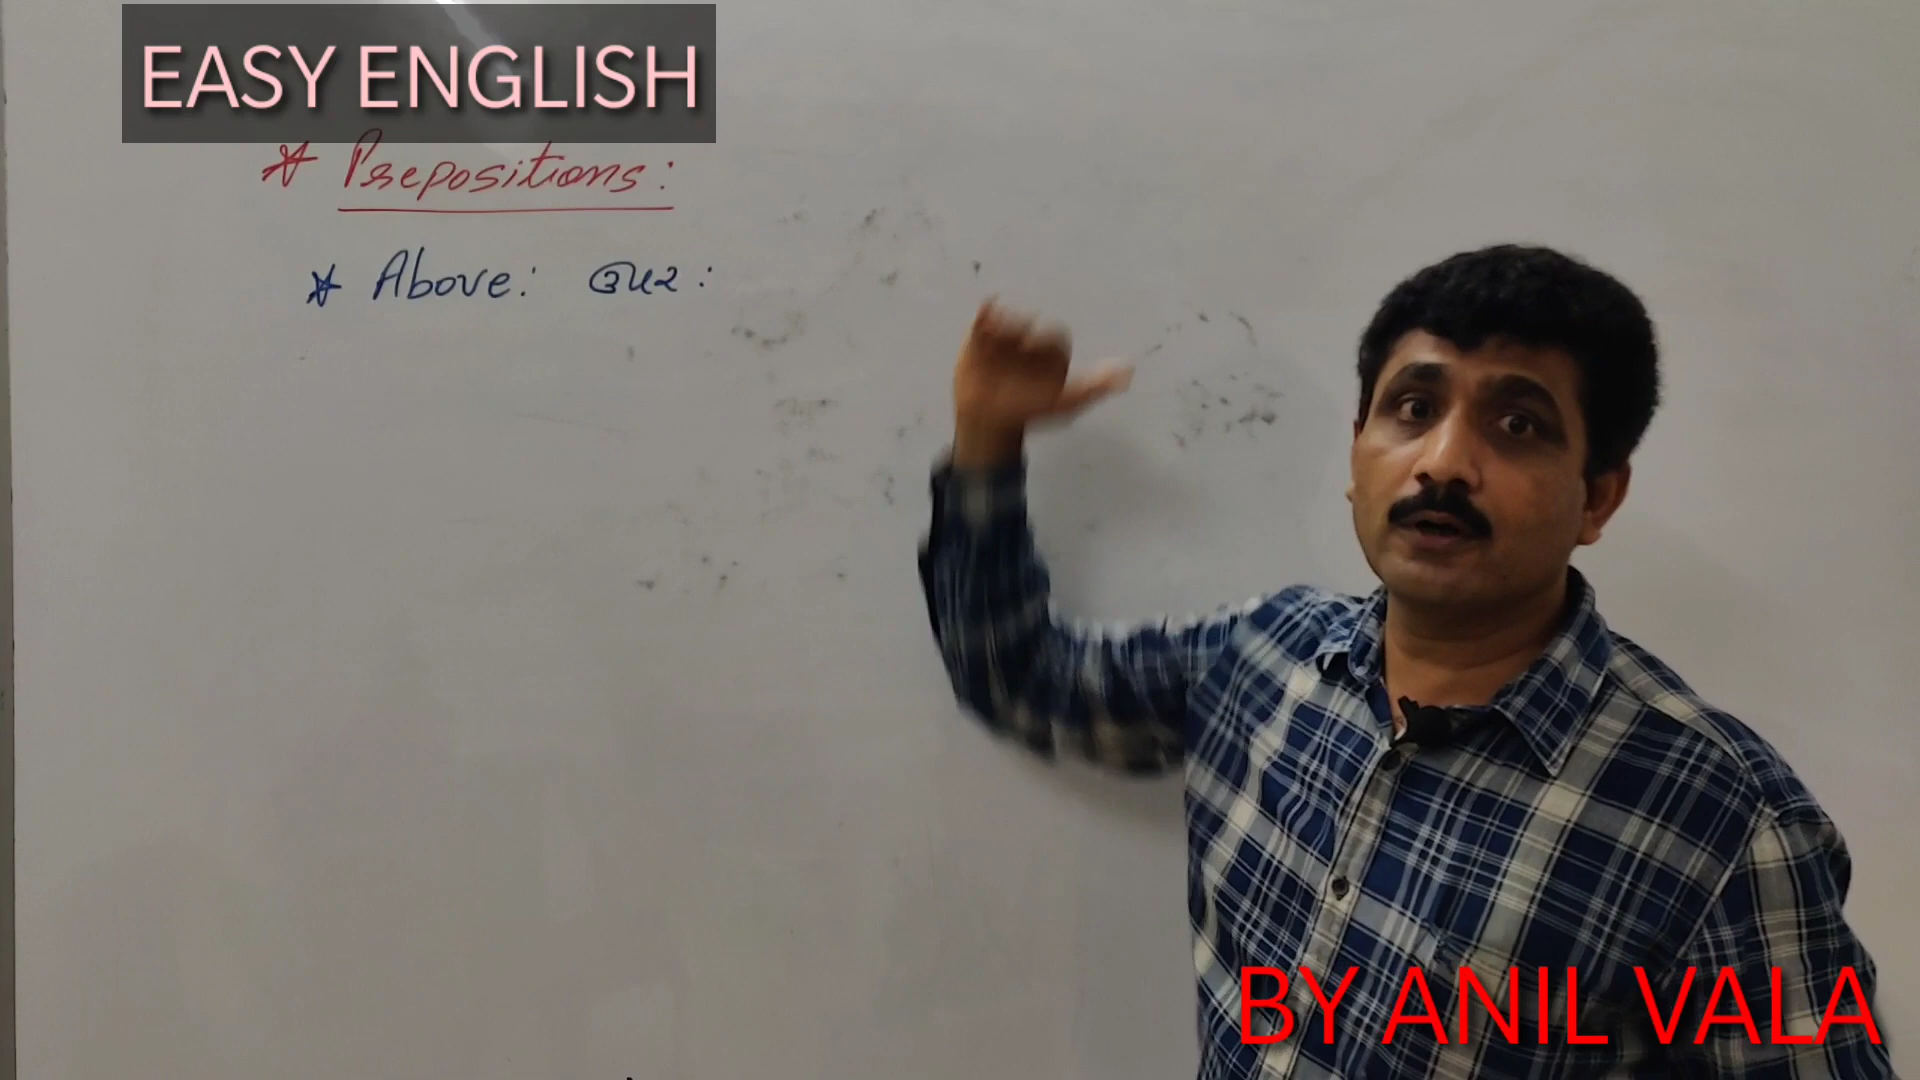 EASY ENGLISH
* Prepositions:
* Above: ઉપર :
BY ANIL VALA